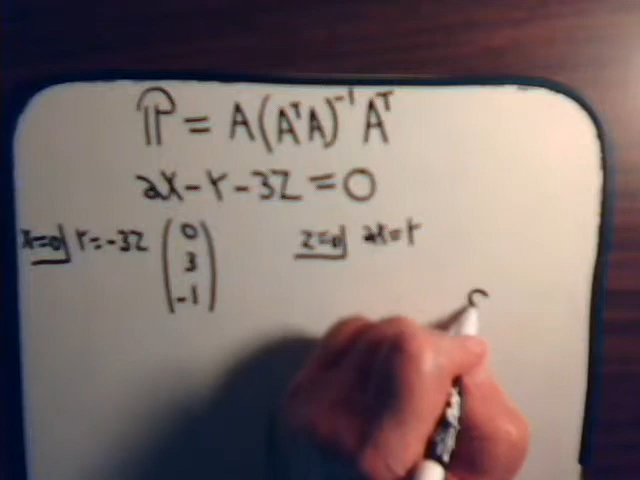 ℙ = A(AᵀA)⁻¹Aᵀ
2x - Y - 3Z = 0
x=0 Y=-3Z (0 3 -1) z=0 2x=Y